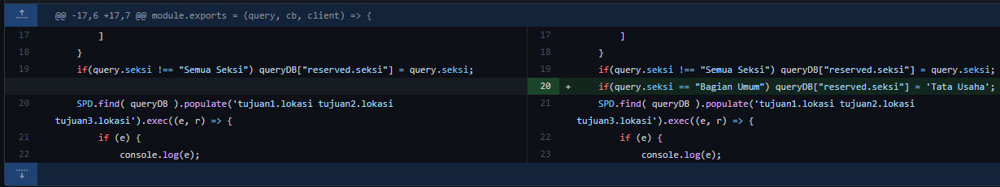 @@ -17,6 +17,7 @@ module.exports = (query, cb, client) => {
17 ]
18 }
19 if(query.seksi !== "Semua Seksi") queryDB["reserved.seksi"] = query.seksi;
20 SPD.find( queryDB ).populate('tujuan1.lokasi tujuan2.lokasi
tujuan3.lokasi').exec((e, r) => {
21 if (e) {
22 console.log(e);
17 ]
18 }
19 if(query.seksi !== "Semua Seksi") queryDB["reserved.seksi"] = query.seksi;
20 + if(query.seksi == "Bagian Umum") queryDB["reserved.seksi"] = 'Tata Usaha';
21 SPD.find( queryDB ).populate('tujuan1.lokasi tujuan2.lokasi
tujuan3.lokasi').exec((e, r) => {
22 if (e) {
23 console.log(e);